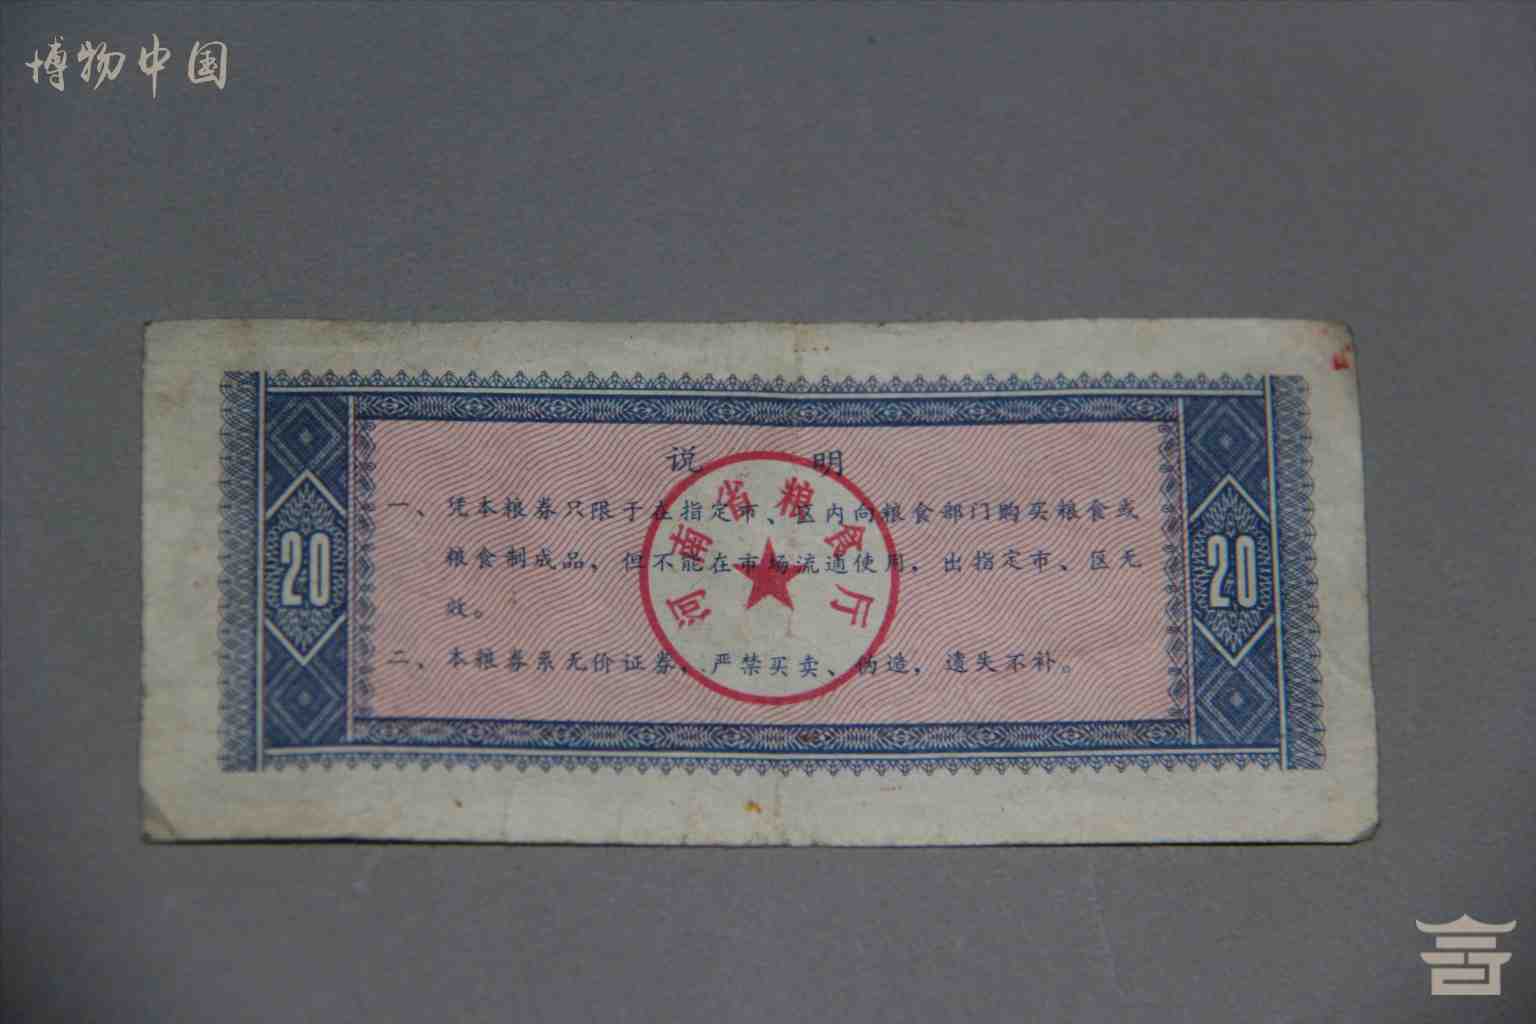 博物中国
说 明
一、凭本粮券只限于在指定市、区内向粮食部门购买粮食或
粮食制成品、但不能在市场流通使用，出指定市、区无
效。
二、本粮券系无价证券，严禁买卖、伪造，遗失不补。
河南省粮食厅
20
20